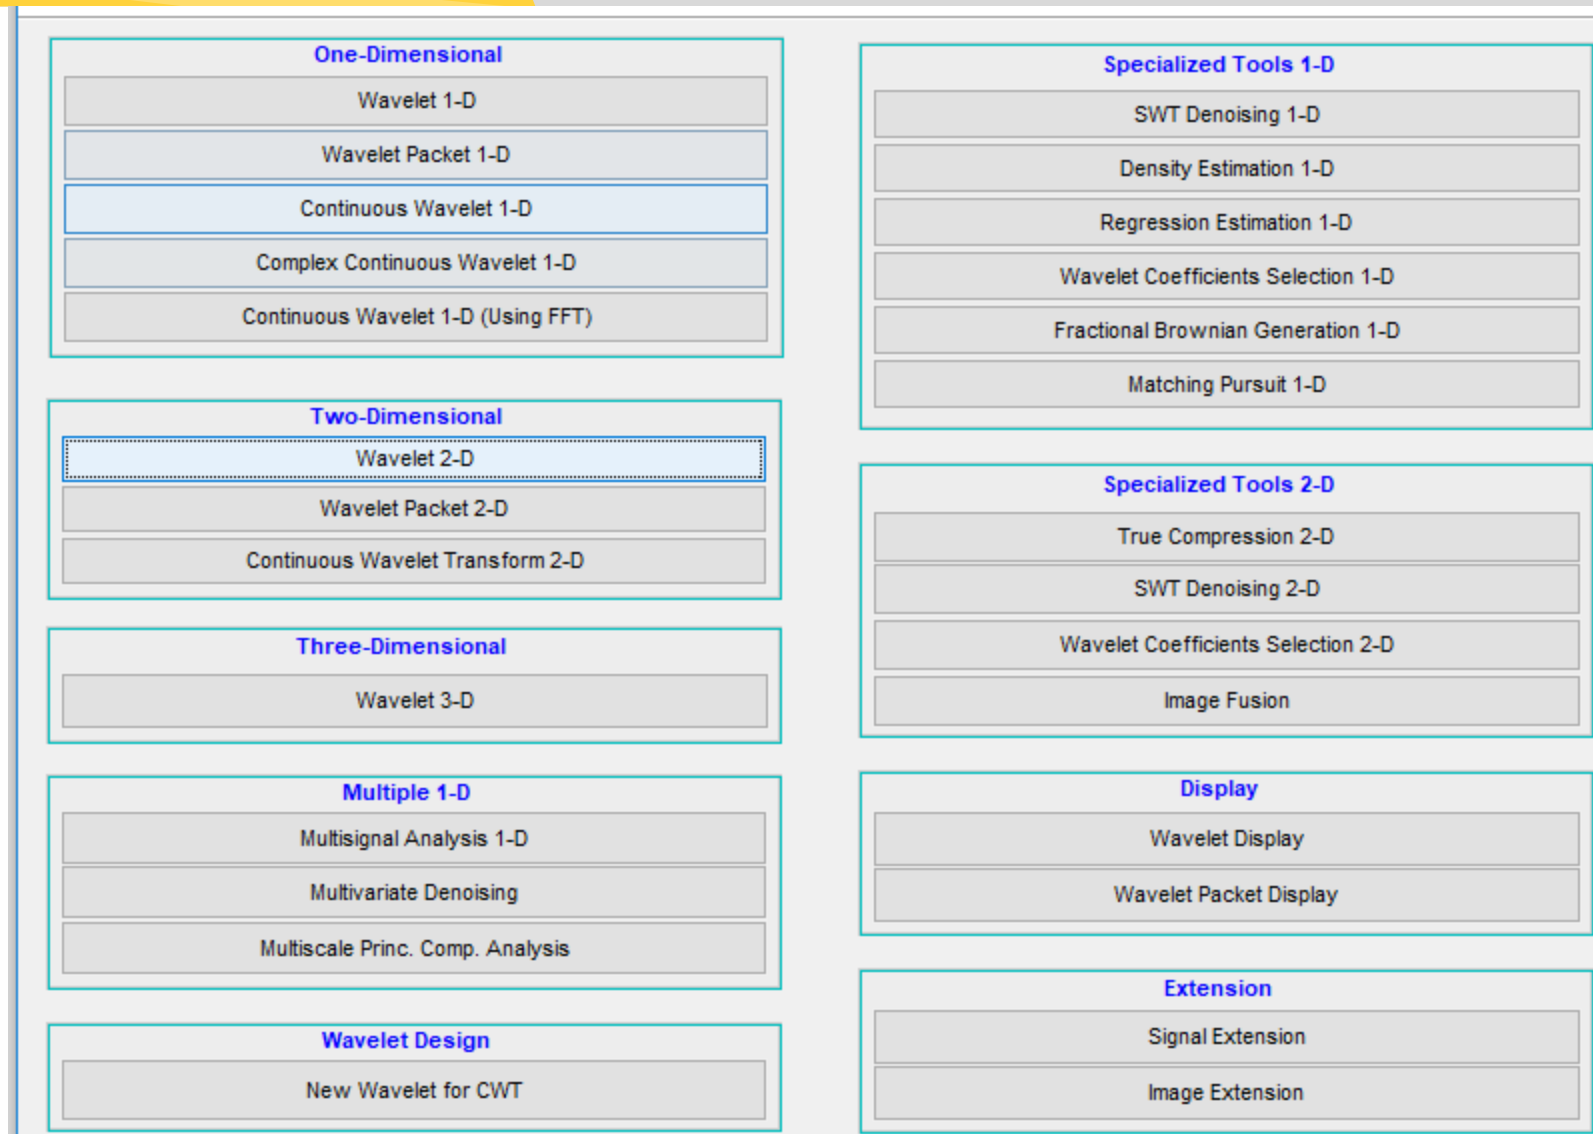 One-Dimensional
Wavelet 1-D
Wavelet Packet 1-D
Continuous Wavelet 1-D
Complex Continuous Wavelet 1-D
Continuous Wavelet 1-D (Using FFT)
Two-Dimensional
Wavelet 2-D
Wavelet Packet 2-D
Continuous Wavelet Transform 2-D
Three-Dimensional
Wavelet 3-D
Multiple 1-D
Multisignal Analysis 1-D
Multivariate Denoising
Multiscale Princ. Comp. Analysis
Wavelet Design
New Wavelet for CWT
Specialized Tools 1-D
SWT Denoising 1-D
Density Estimation 1-D
Regression Estimation 1-D
Wavelet Coefficients Selection 1-D
Fractional Brownian Generation 1-D
Matching Pursuit 1-D
Specialized Tools 2-D
True Compression 2-D
SWT Denoising 2-D
Wavelet Coefficients Selection 2-D
Image Fusion
Display
Wavelet Display
Wavelet Packet Display
Extension
Signal Extension
Image Extension